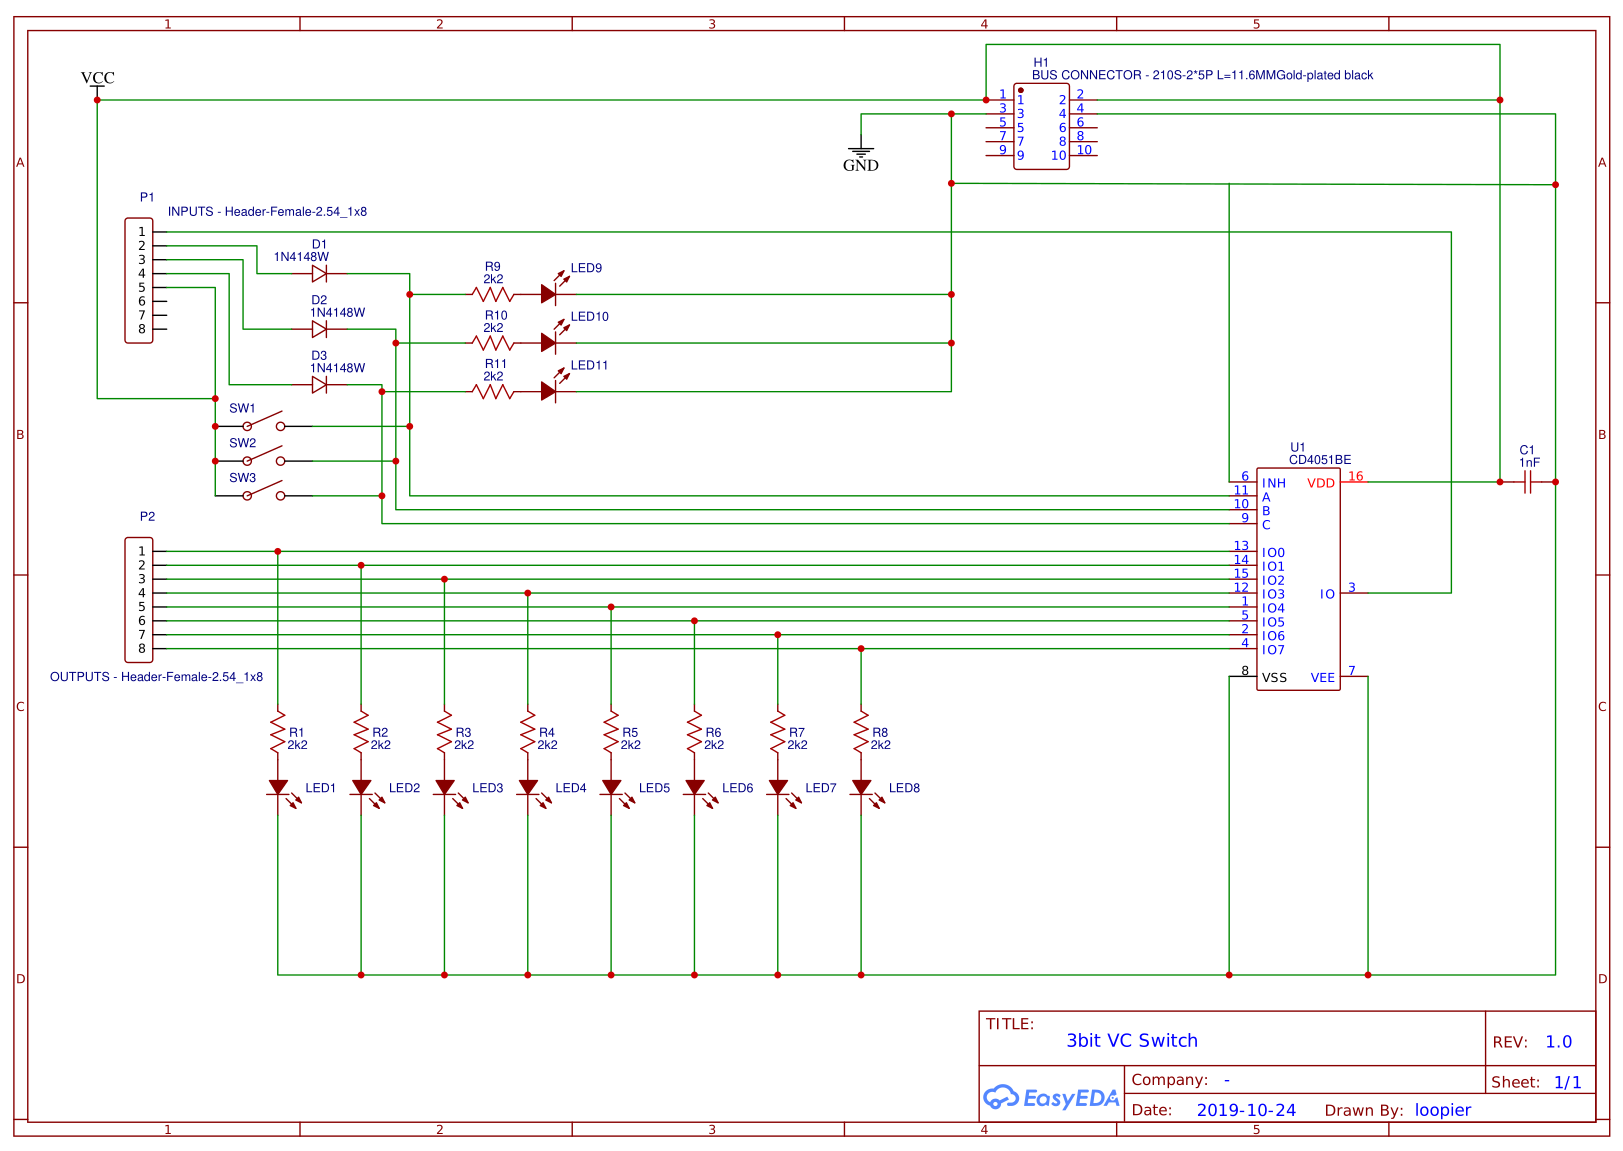 1 2 3 4 5
VCC
H1
BUS CONNECTOR - 210S-2*5P L=11.6MMGold-plated black
1 1 2 2
3 3 4 4
5 5 6 6
7 7 8 8
9 9 10 10
A A
GND
P1
INPUTS - Header-Female-2.54_1x8
1
2
3
4
5
6
7
8
D1
1N4148W
D2
1N4148W
D3
1N4148W
R9
2k2
LED9
R10
2k2
LED10
R11
2k2
LED11
SW1
SW2
SW3
B B
U1
CD4051BE
6 INH VDD 16
11 A
10 B
9 C
13 IO0
14 IO1
15 IO2
12 IO3 IO 3
1 IO4
5 IO5
2 IO6
4 IO7
8 VSS VEE 7
C1
1nF
P2
1
2
3
4
5
6
7
8
OUTPUTS - Header-Female-2.54_1x8
C C
R1
2k2
R2
2k2
R3
2k2
R4
2k2
R5
2k2
R6
2k2
R7
2k2
R8
2k2
LED1 LED2 LED3 LED4 LED5 LED6 LED7 LED8
D D
TITLE:
3bit VC Switch
REV: 1.0
EasyEDA
Company: -
Sheet: 1/1
Date: 2019-10-24 Drawn By: loopier
1 2 3 4 5